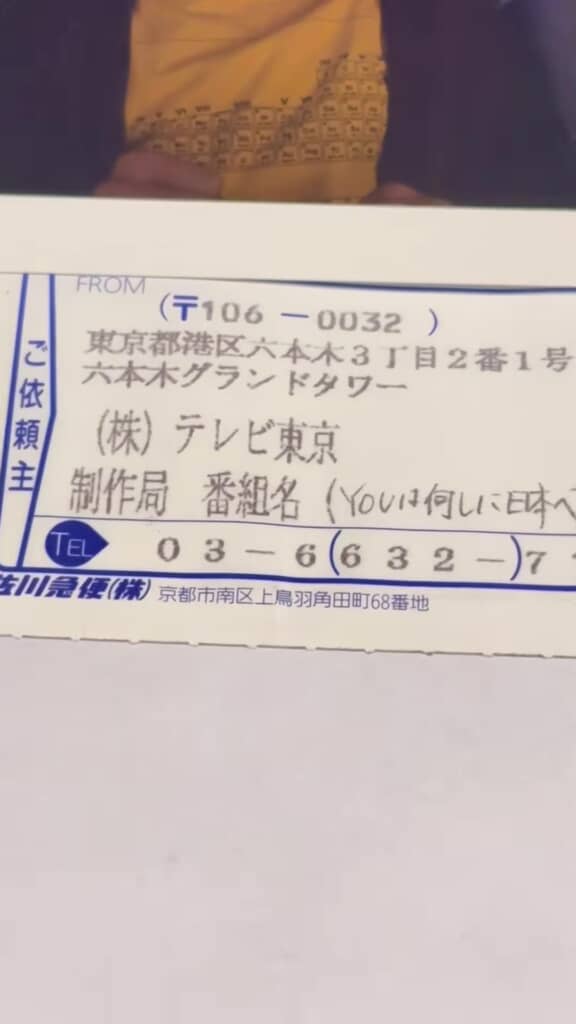 FROM
(〒106-0032)
東京都港区六本木3丁目2番1号
六本木グランドタワー
(株)テレビ東京
制作局 番組名(YOUは何しに日本へ
ご依頼主
TEL 03-6(632-)7
佐川急便(株) 京都市南区上鳥羽角田町68番地